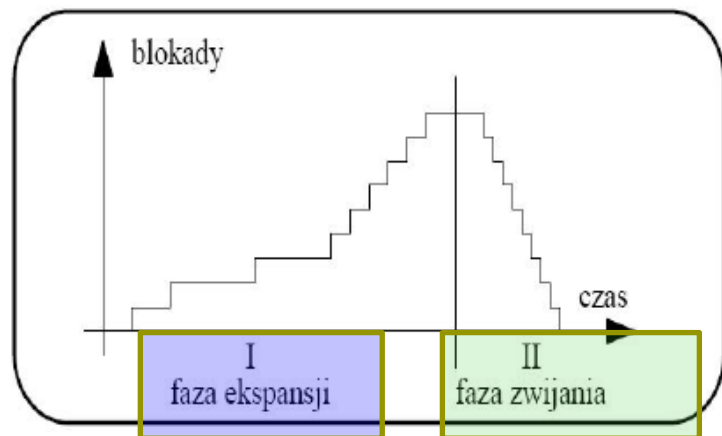 blokady
czas
I
faza ekspansji
II
faza zwijania